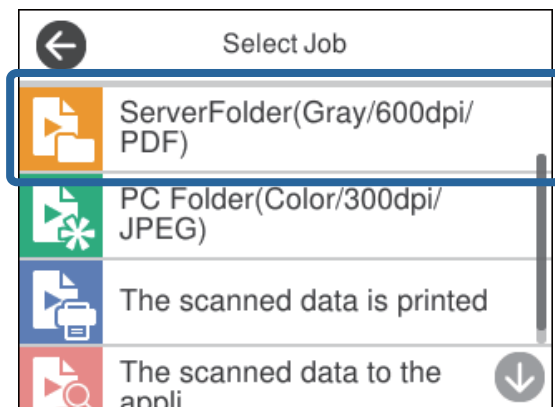 Select Job
ServerFolder(Gray/600dpi/
PDF)
PC Folder(Color/300dpi/
JPEG)
The scanned data is printed
The scanned data to the
appli...